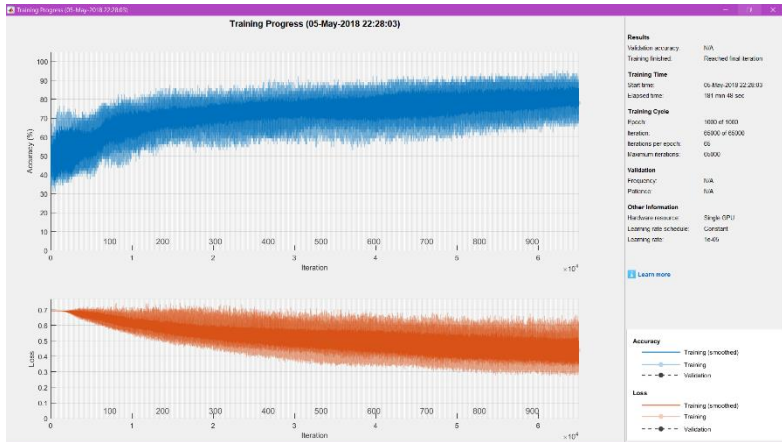 Training Progress (05-May-2018 22:28:03)
Training Progress (05-May-2018 22:28:03)
100
90
80
70
60
50
40
30
20
10
0
Accuracy (%)
100 200 300 400 500 600 700 800 900
0 1 2 3 4 5 6
Iteration
×10⁴
0.7
0.6
0.5
0.4
0.3
0.2
0.1
0
Loss
100 200 300 400 500 600 700 800 900
0 1 2 3 4 5 6
Iteration
×10⁴
Results
Validation accuracy: N/A
Training finished: Reached final iteration
Training Time
Start time: 05-May-2018 22:28:03
Elapsed time: 181 min 48 sec
Training Cycle
Epoch: 1000 of 1000
Iteration: 65000 of 65000
Iterations per epoch: 65
Maximum iterations: 65000
Validation
Frequency: N/A
Patience: N/A
Other Information
Hardware resource: Single GPU
Learning rate schedule: Constant
Learning rate: 1e-05
Learn more
Accuracy
Training (smoothed)
Training
Validation
Loss
Training (smoothed)
Training
Validation